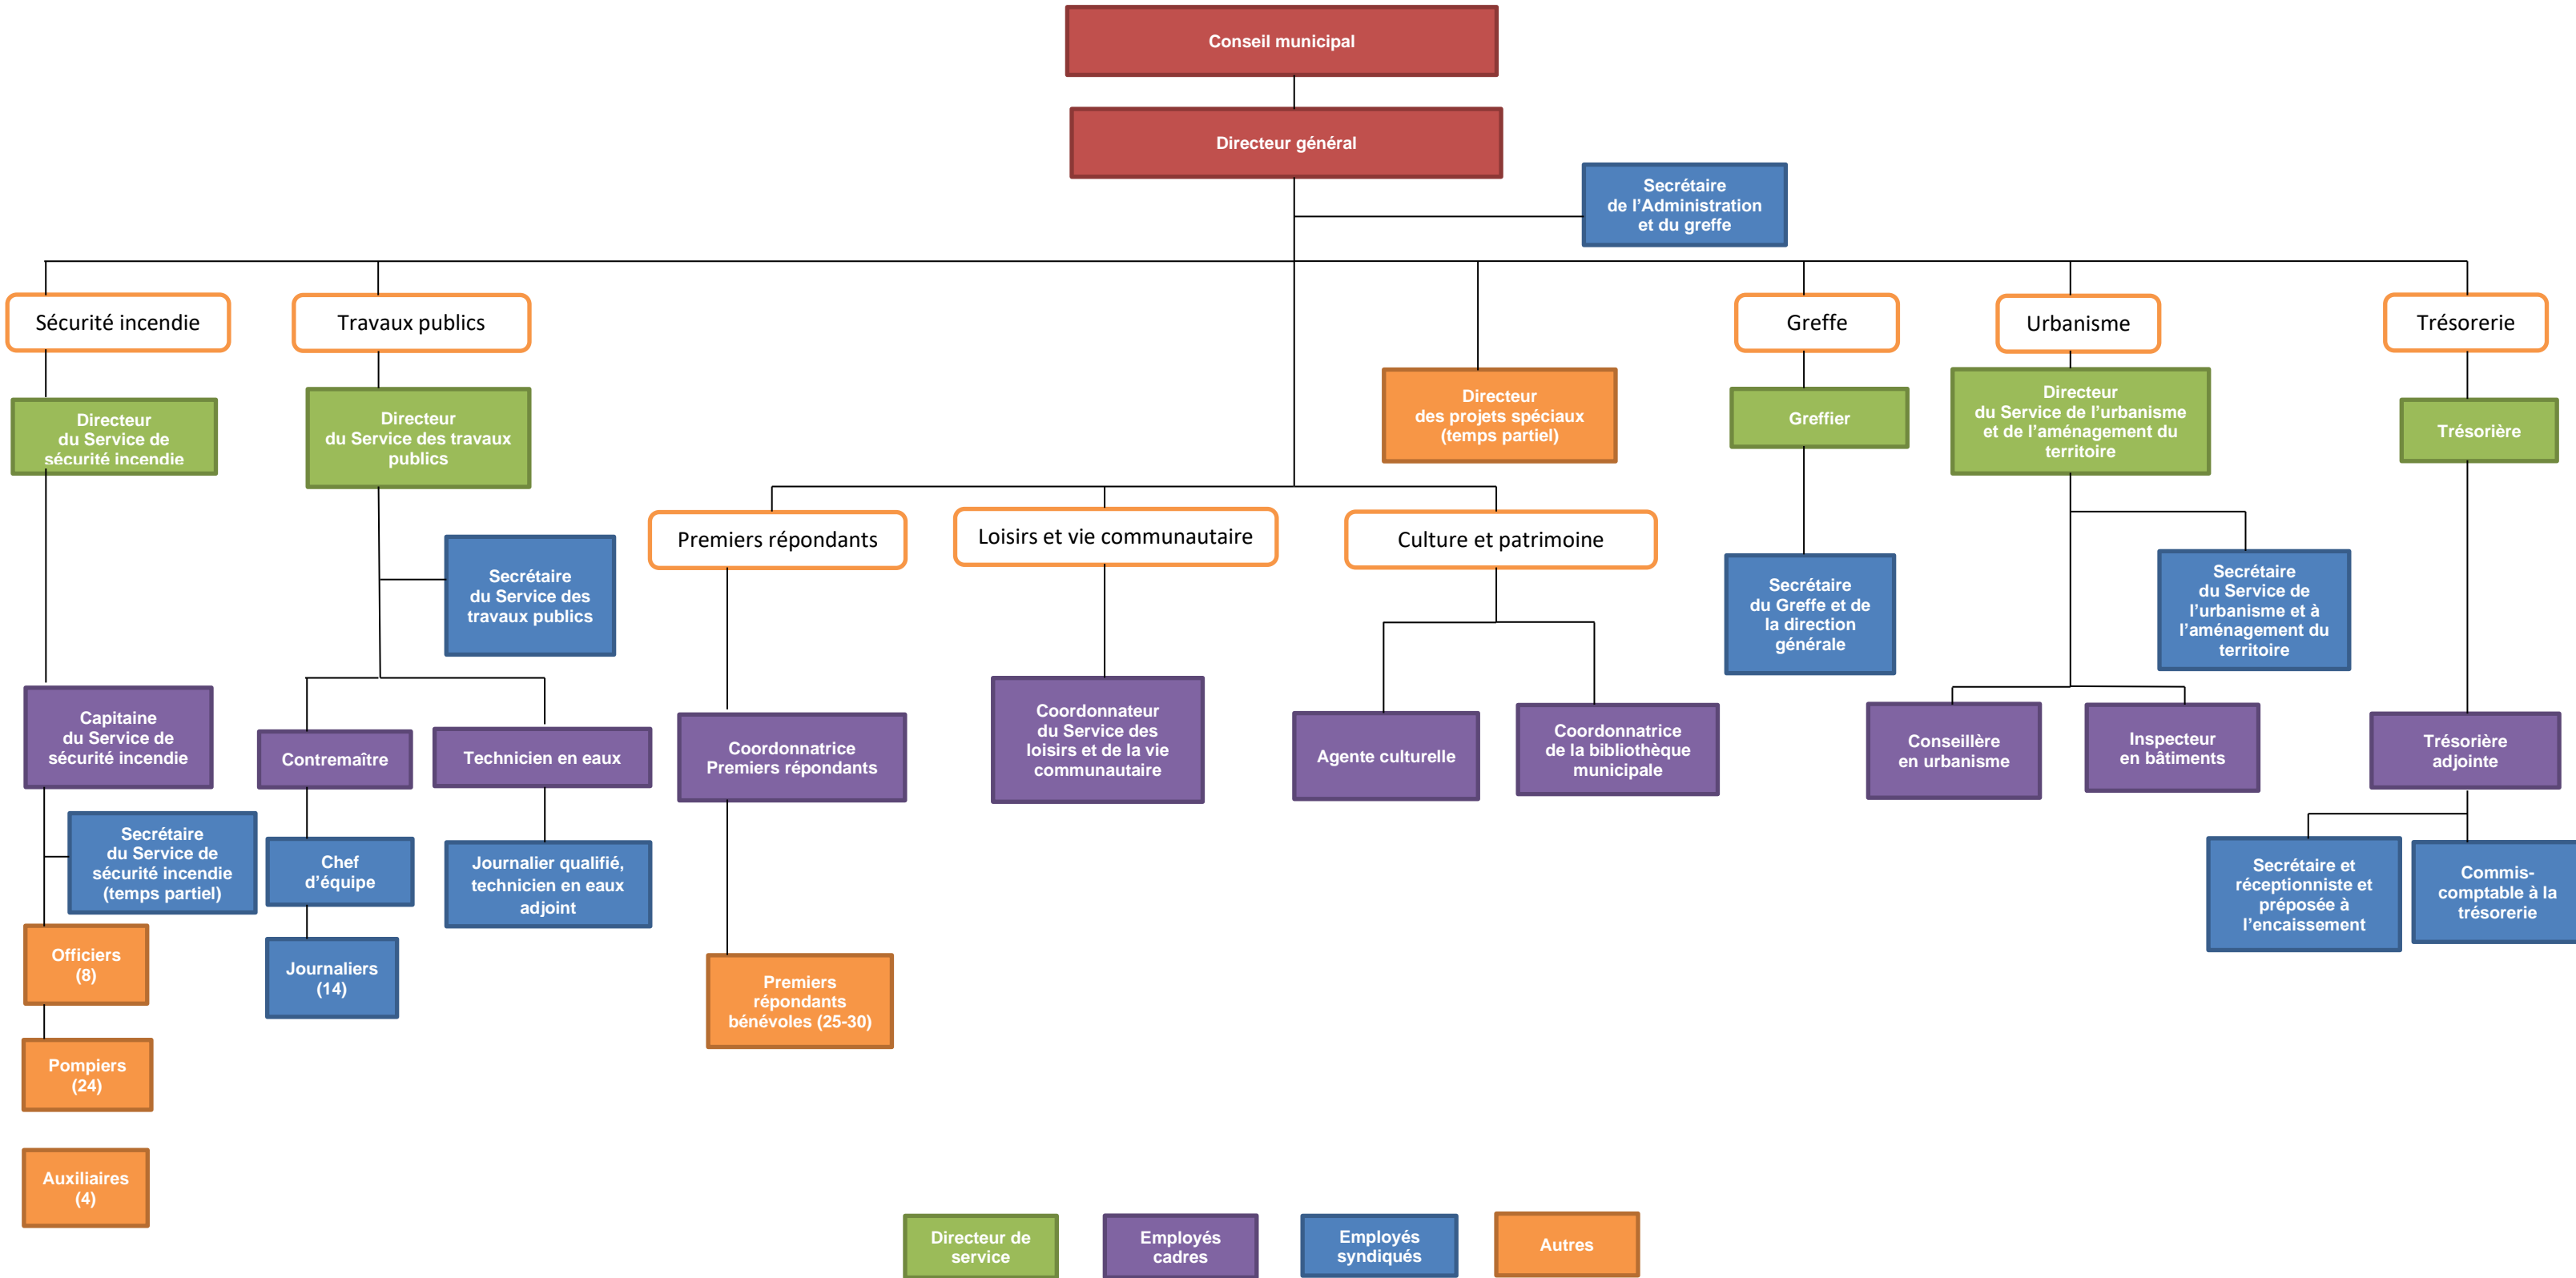 Conseil municipal
Directeur général
Secrétaire
de l'Administration
et du greffe
Sécurité incendie
Travaux publics
Greffe
Urbanisme
Trésorerie
Directeur
du Service de
sécurité incendie
Directeur
du Service des travaux
publics
Directeur
des projets spéciaux
(temps partiel)
Greffier
Directeur
du Service de l'urbanisme
et de l'aménagement du
territoire
Trésorière
Premiers répondants
Loisirs et vie communautaire
Culture et patrimoine
Secrétaire
du Service des
travaux publics
Secrétaire
du Greffe et de
la direction
générale
Secrétaire
du Service de
l'urbanisme et à
l'aménagement du
territoire
Capitaine
du Service de
sécurité incendie
Contremaître
Technicien en eaux
Coordonnatrice
Premiers répondants
Coordonnateur
du Service des
loisirs et de la vie
communautaire
Agente culturelle
Coordonnatrice
de la bibliothèque
municipale
Conseillère
en urbanisme
Inspecteur
en bâtiments
Trésorière
adjointe
Secrétaire
du Service de
sécurité incendie
(temps partiel)
Chef
d'équipe
Journalier qualifié,
technicien en eaux
adjoint
Secrétaire et
réceptionniste et
préposée à
l'encaissement
Commis-
comptable à la
trésorerie
Officiers
(8)
Journaliers
(14)
Premiers
répondants
bénévoles (25-30)
Pompiers
(24)
Auxiliaires
(4)
Directeur de
service
Employés
cadres
Employés
syndiqués
Autres